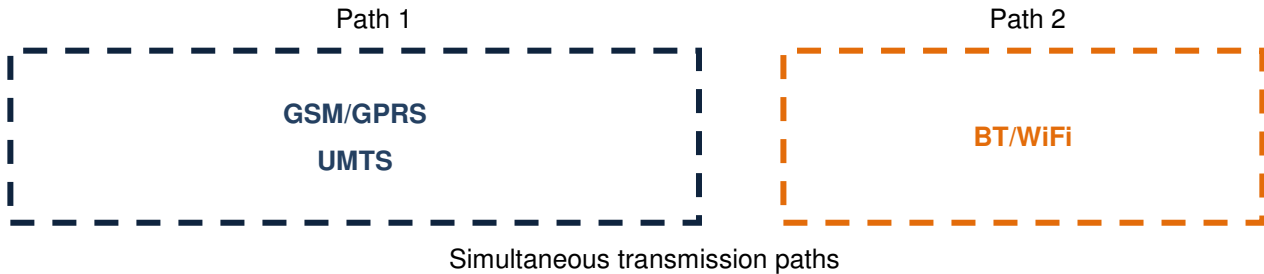 Path 1
Path 2
GSM/GPRS
UMTS
BT/WiFi
Simultaneous transmission paths